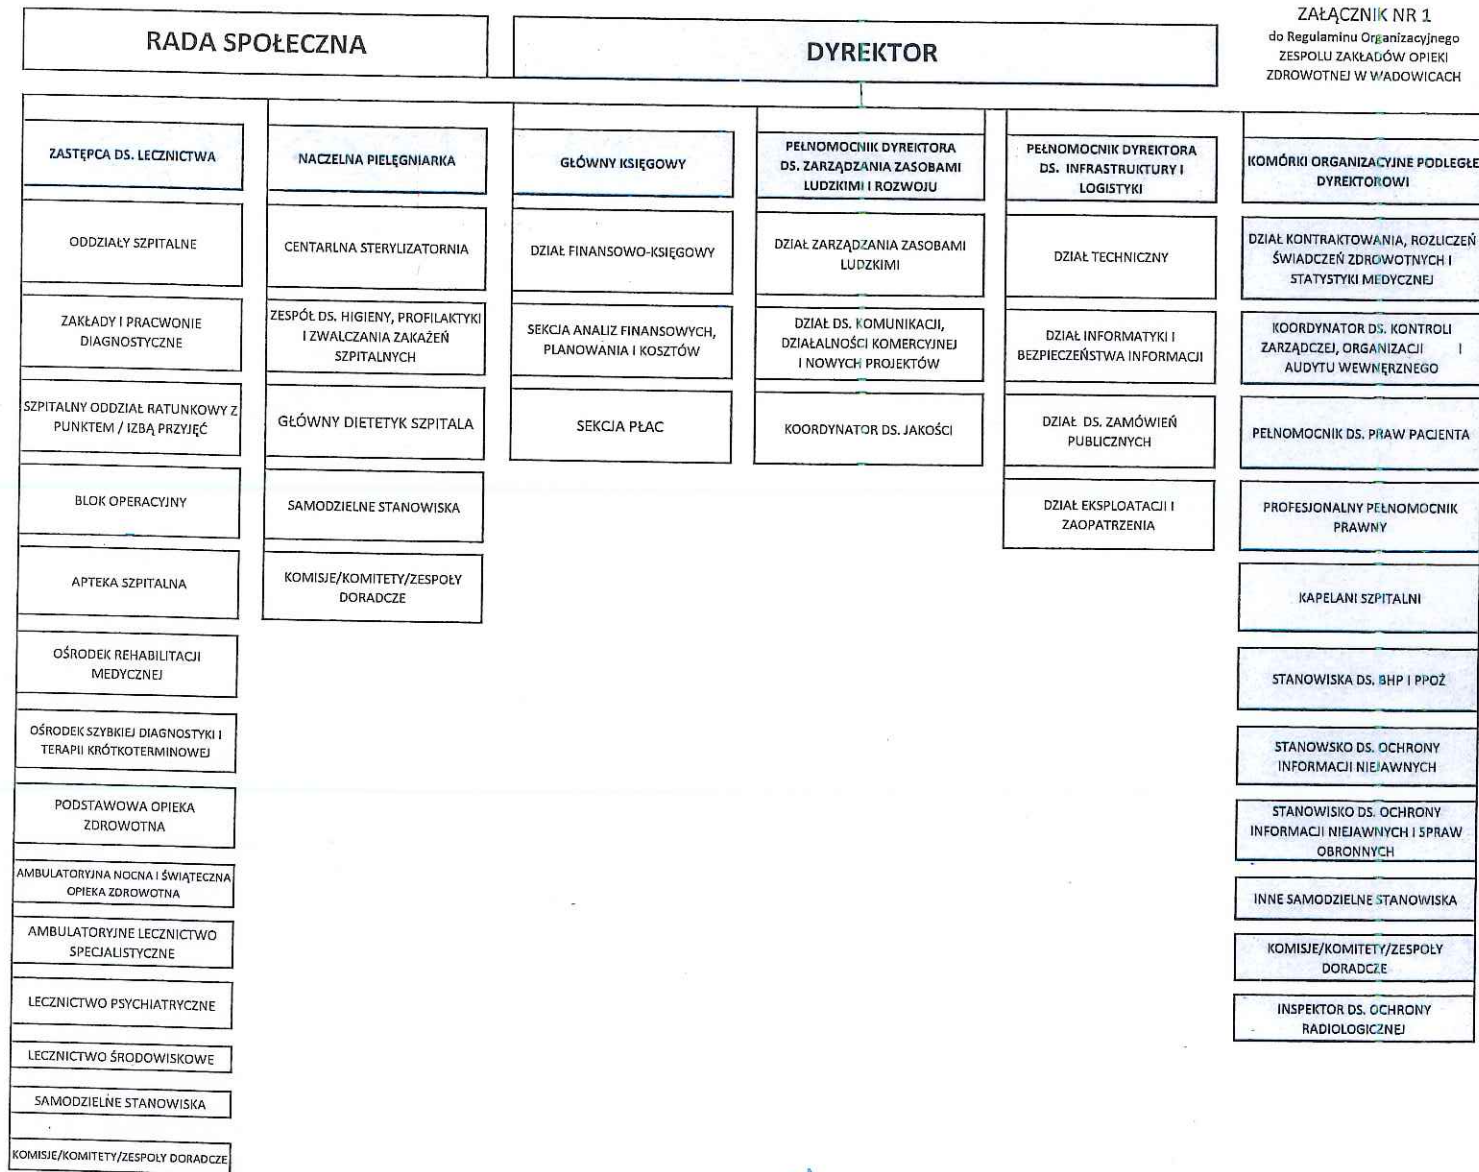 RADA SPOŁECZNA
DYREKTOR
ZAŁĄCZNIK NR 1
do Regulaminu Organizacyjnego
ZESPOLU ZAKŁADÓW OPIEKI
ZDROWOTNEJ W WADOWICACH
ZASTĘPCA DS. LECZNICTWA
ODDZIAŁY SZPITALNE
ZAKŁADY I PRACWONIE
DIAGNOSTYCZNE
SZPITALNY ODDZIAŁ RATUNKOWY Z
PUNKTEM / IZBĄ PRZYJĘĆ
BLOK OPERACYJNY
APTEKA SZPITALNA
OŚRODEK REHABILITACJI
MEDYCZNEJ
OŚRODEK SZYBKIEJ DIAGNOSTYKI I
TERAPII KRÓTKOTERMINOWEJ
PODSTAWOWA OPIEKA
ZDROWOTNA
AMBULATORYJNA NOCNA I ŚWIĄTECZNA
OPIEKA ZDROWOTNA
AMBULATORYJNE LECZNICTWO
SPECJALISTYCZNE
LECZNICTWO PSYCHIATRYCZNE
LECZNICTWO ŚRODOWISKOWE
SAMODZIELNE STANOWISKA
KOMISJE/KOMITETY/ZESPOŁY DORADCZE
NACZELNA PIELĘGNIARKA
CENTARLNA STERYLIZATORNIA
ZESPÓŁ DS. HIGIENY, PROFILAKTYKI
I ZWALCZANIA ZAKAŻEŃ
SZPITALNYCH
GŁÓWNY DIETETYK SZPITALA
SAMODZIELNE STANOWISKA
KOMISJE/KOMITETY/ZESPOŁY
DORADCZE
GŁÓWNY KSIĘGOWY
DZIAŁ FINANSOWO-KSIĘGOWY
SEKCJA ANALIZ FINANSOWYCH,
PLANOWANIA I KOSZTÓW
SEKCJA PŁAC
PEŁNOMOCNIK DYREKTORA
DS. ZARZĄDZANIA ZASOBAMI
LUDZKIMI I ROZWOJU
DZIAŁ ZARZĄDZANIA ZASOBAMI
LUDZKIMI
DZIAŁ DS. KOMUNIKACJI,
DZIAŁALNOŚCI KOMERCYJNEJ
I NOWYCH PROJEKTÓW
KOORDYNATOR DS. JAKOŚCI
PEŁNOMOCNIK DYREKTORA
DS. INFRASTRUKTURY I
LOGISTYKI
DZIAŁ TECHNICZNY
DZIAŁ INFORMATYKI I
BEZPIECZEŃSTWA INFORMACJI
DZIAŁ DS. ZAMÓWIEŃ
PUBLICZNYCH
DZIAŁ EKSPLOATACJI I
ZAOPATRZENIA
KOMÓRKI ORGANIZACYJNE PODLEGŁE
DYREKTOROWI
DZIAŁ KONTRAKTOWANIA, ROZLICZEŃ
ŚWIADCZEŃ ZDROWOTNYCH I
STATYSTYKI MEDYCZNEJ
KOORDYNATOR DS. KONTROLI
ZARZĄDCZEJ, ORGANIZACJI I
AUDYTU WEWNĘRZNEGO
PEŁNOMOCNIK DS. PRAW PACJENTA
PROFESJONALNY PEŁNOMOCNIK
PRAWNY
KAPELANI SZPITALNI
STANOWISKA DS. BHP I PPOŻ
STANOWSKO DS. OCHRONY
INFORMACJI NIEJAWNYCH
STANOWISKO DS. OCHRONY
INFORMACJI NIEJAWNYCH I SPRAW
OBRONNYCH
INNE SAMODZIELNE STANOWISKA
KOMISJE/KOMITETY/ZESPOŁY
DORADCZE
INSPEKTOR DS. OCHRONY
RADIOLOGICZNEJ